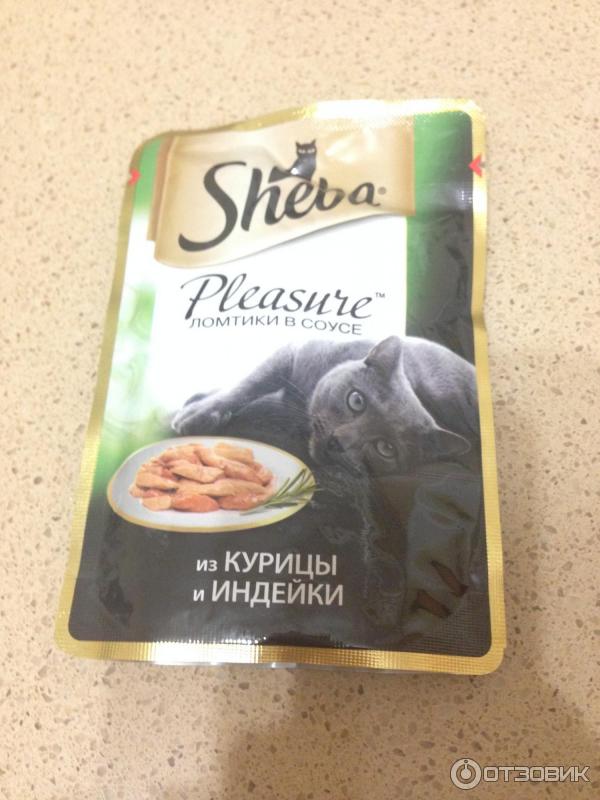 Sheba®
Pleasure™
ЛОМТИКИ В СОУСЕ
из КУРИЦЫ
и ИНДЕЙКИ
ОТЗОВИК